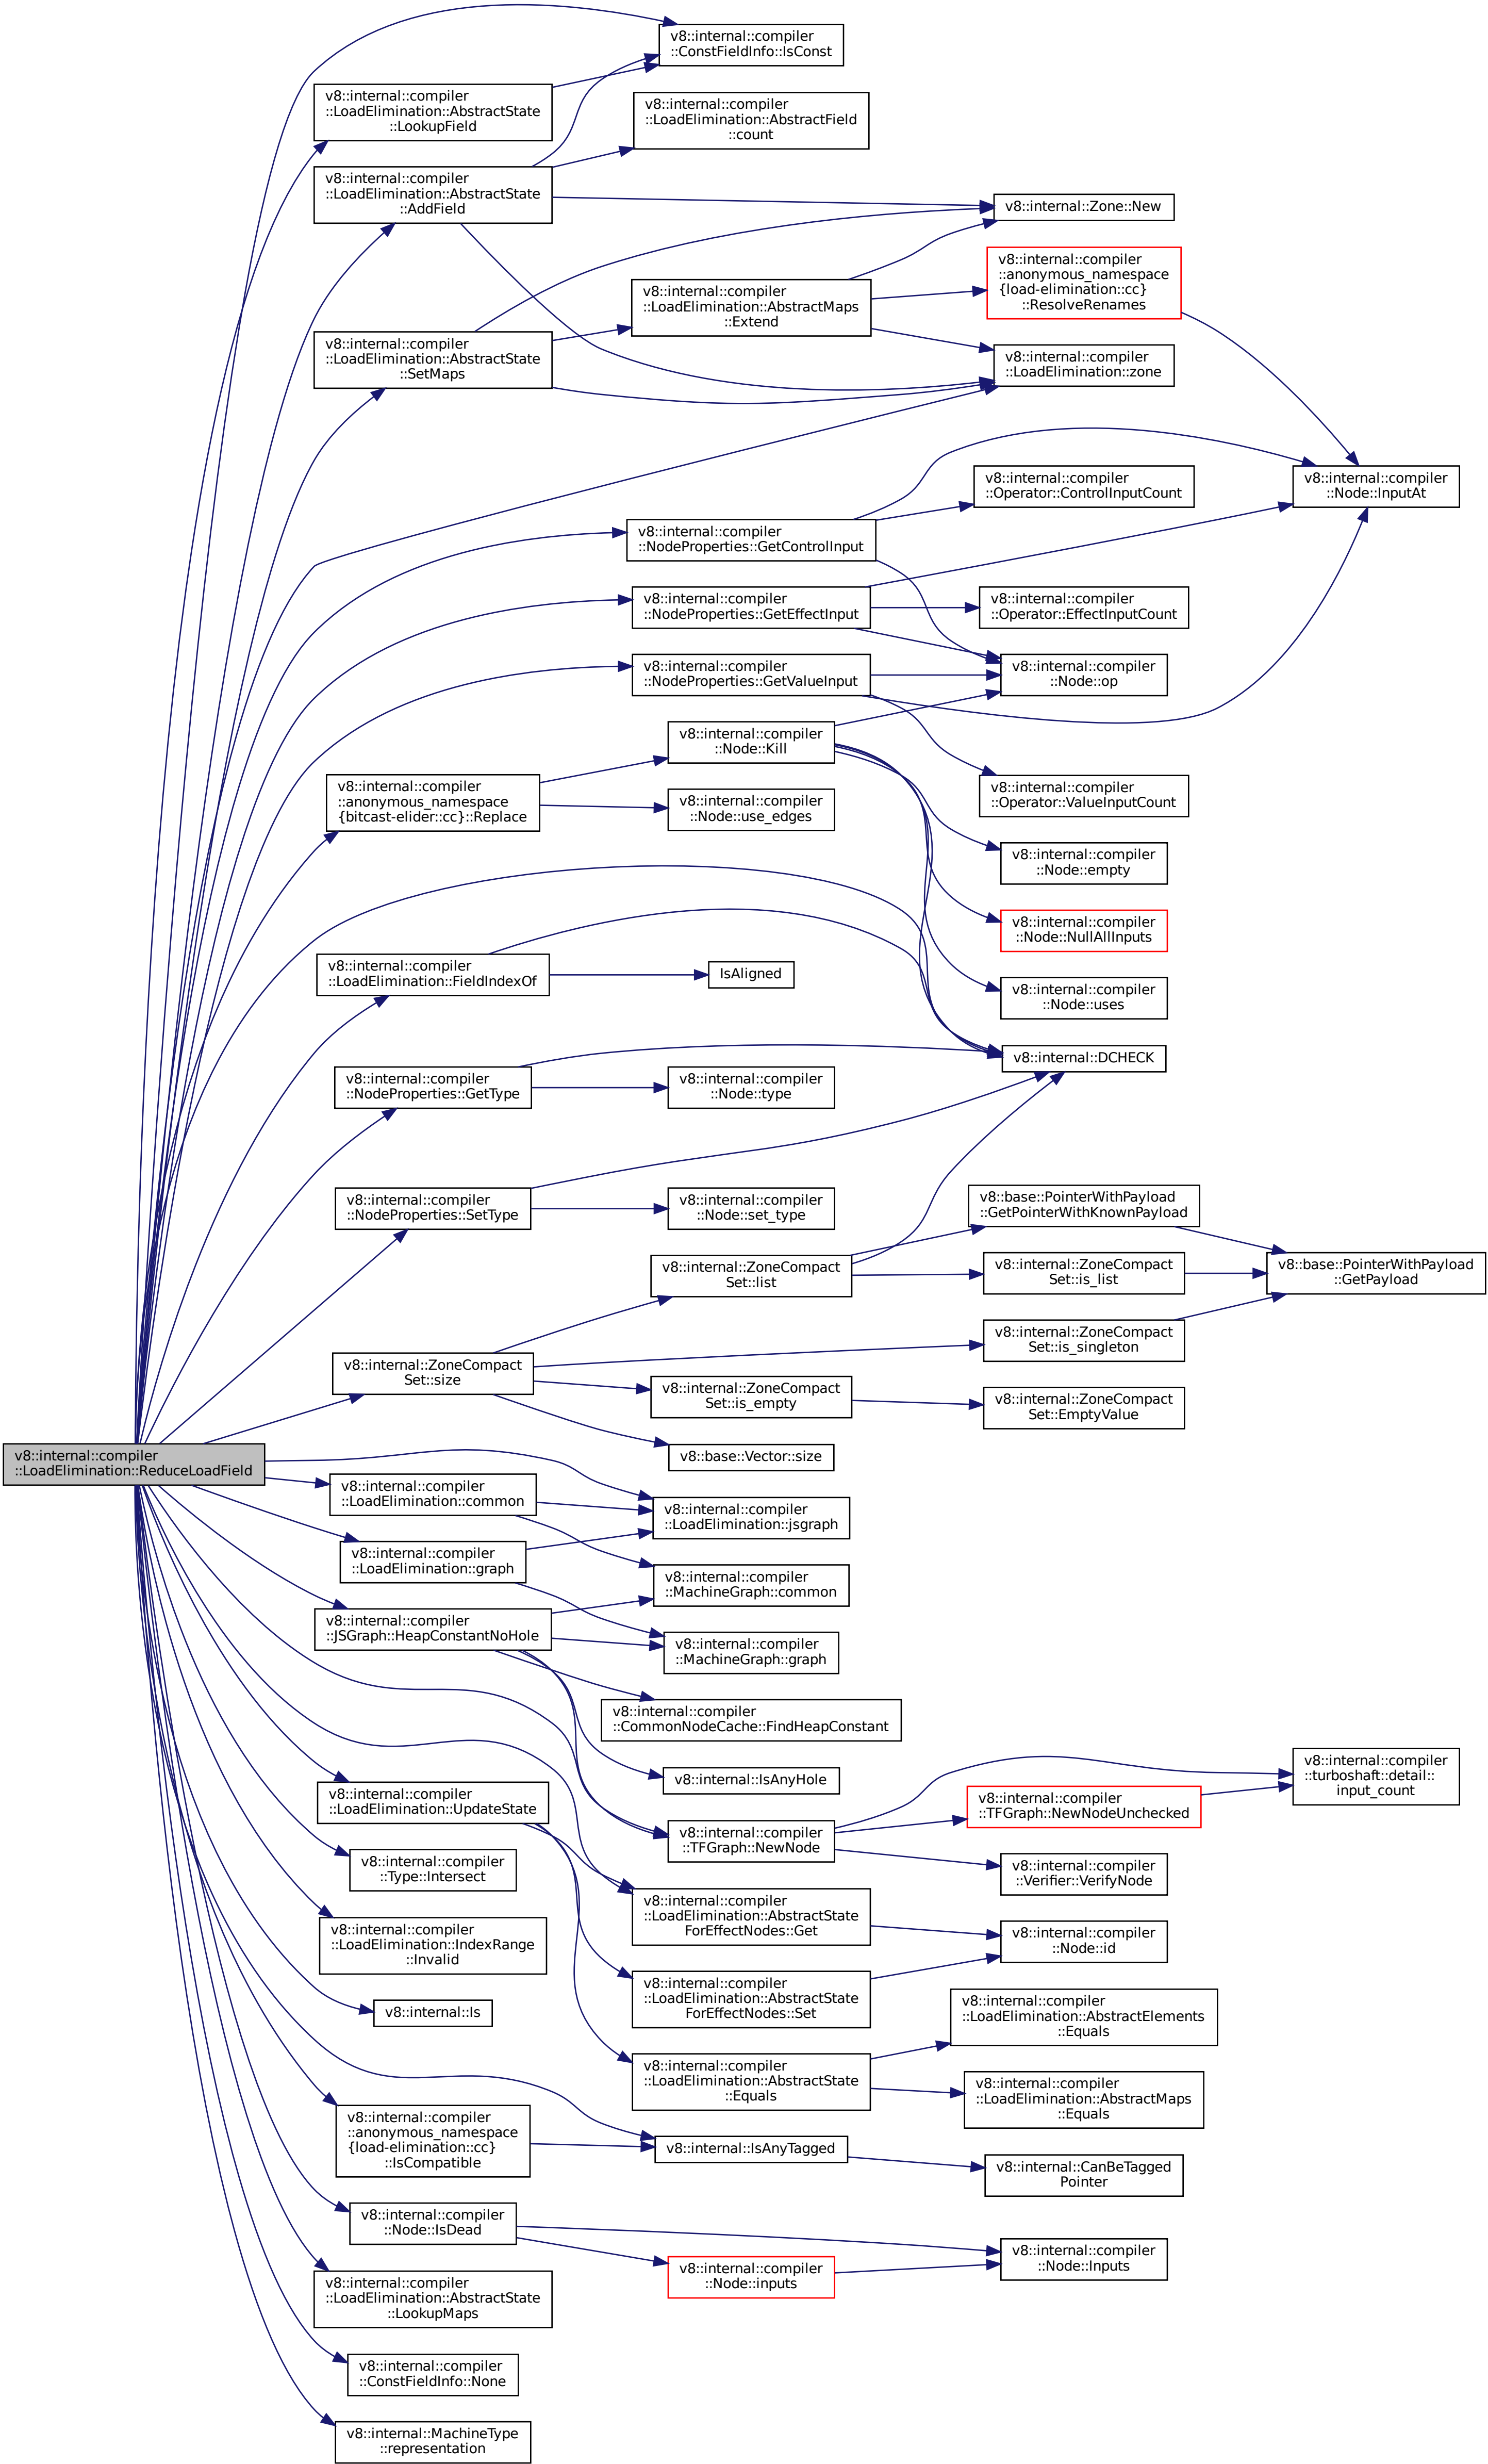 v8::internal::compiler
::ConstFieldInfo::IsConst
v8::internal::compiler
::LoadElimination::AbstractState
::LookupField
v8::internal::compiler
::LoadElimination::AbstractField
::count
v8::internal::compiler
::LoadElimination::AbstractState
::AddField
v8::internal::Zone::New
v8::internal::compiler
::anonymous_namespace
{load-elimination::cc}
::ResolveRenames
v8::internal::compiler
::LoadElimination::AbstractMaps
::Extend
v8::internal::compiler
::LoadElimination::AbstractState
::SetMaps
v8::internal::compiler
::LoadElimination::zone
v8::internal::compiler
::Node::InputAt
v8::internal::compiler
::Operator::ControlInputCount
v8::internal::compiler
::NodeProperties::GetControlInput
v8::internal::compiler
::NodeProperties::GetEffectInput
v8::internal::compiler
::Operator::EffectInputCount
v8::internal::compiler
::NodeProperties::GetValueInput
v8::internal::compiler
::Node::op
v8::internal::compiler
::Node::Kill
v8::internal::compiler
::Operator::ValueInputCount
v8::internal::compiler
::anonymous_namespace
{bitcast-elider::cc}::Replace
v8::internal::compiler
::Node::use_edges
v8::internal::compiler
::Node::empty
v8::internal::compiler
::Node::NullAllInputs
v8::internal::compiler
::LoadElimination::FieldIndexOf
IsAligned
v8::internal::compiler
::Node::uses
v8::internal::DCHECK
v8::internal::compiler
::NodeProperties::GetType
v8::internal::compiler
::Node::type
v8::internal::compiler
::NodeProperties::SetType
v8::internal::compiler
::Node::set_type
v8::base::PointerWithPayload
::GetPointerWithKnownPayload
v8::internal::ZoneCompact
Set::list
v8::internal::ZoneCompact
Set::is_list
v8::base::PointerWithPayload
::GetPayload
v8::internal::ZoneCompact
Set::is_singleton
v8::internal::ZoneCompact
Set::size
v8::internal::ZoneCompact
Set::is_empty
v8::internal::ZoneCompact
Set::EmptyValue
v8::base::Vector::size
v8::internal::compiler
::LoadElimination::ReduceLoadField
v8::internal::compiler
::LoadElimination::common
v8::internal::compiler
::LoadElimination::jsgraph
v8::internal::compiler
::LoadElimination::graph
v8::internal::compiler
::MachineGraph::common
v8::internal::compiler
::JSGraph::HeapConstantNoHole
v8::internal::compiler
::MachineGraph::graph
v8::internal::compiler
::CommonNodeCache::FindHeapConstant
v8::internal::IsAnyHole
v8::internal::compiler
::turboshaft::detail::
input_count
v8::internal::compiler
::LoadElimination::UpdateState
v8::internal::compiler
::TFGraph::NewNodeUnchecked
v8::internal::compiler
::TFGraph::NewNode
v8::internal::compiler
::Type::Intersect
v8::internal::compiler
::Verifier::VerifyNode
v8::internal::compiler
::LoadElimination::AbstractState
ForEffectNodes::Get
v8::internal::compiler
::LoadElimination::IndexRange
::Invalid
v8::internal::compiler
::Node::id
v8::internal::Is
v8::internal::compiler
::LoadElimination::AbstractState
ForEffectNodes::Set
v8::internal::compiler
::LoadElimination::AbstractElements
::Equals
v8::internal::compiler
::LoadElimination::AbstractState
::Equals
v8::internal::compiler
::LoadElimination::AbstractMaps
::Equals
v8::internal::compiler
::anonymous_namespace
{load-elimination::cc}
::IsCompatible
v8::internal::IsAnyTagged
v8::internal::CanBeTagged
Pointer
v8::internal::compiler
::Node::IsDead
v8::internal::compiler
::Node::Inputs
v8::internal::compiler
::Node::inputs
v8::internal::compiler
::LoadElimination::AbstractState
::LookupMaps
v8::internal::compiler
::ConstFieldInfo::None
v8::internal::MachineType
::representation